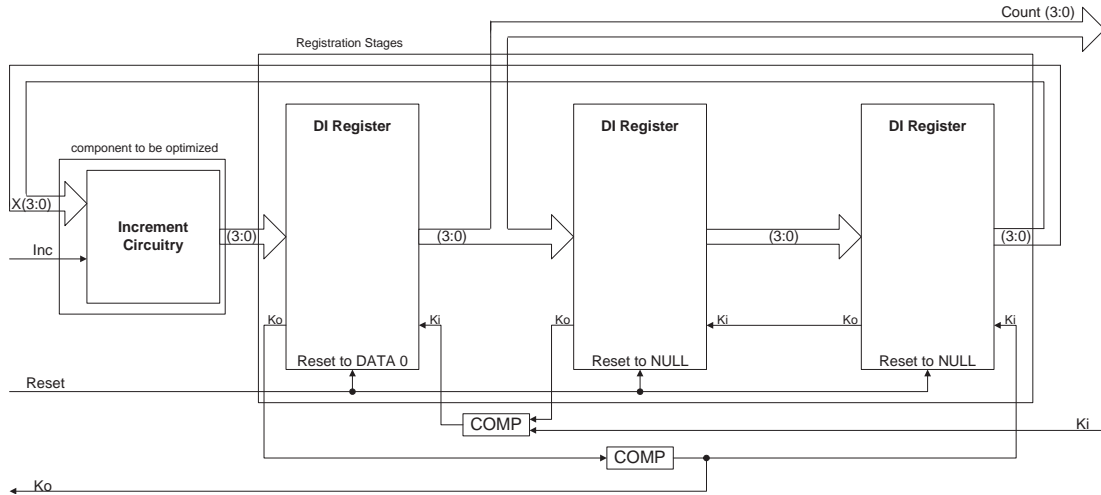 Count (3:0)
Registration Stages
DI Register
DI Register
DI Register
component to be optimized
X(3:0)
Increment
Circuitry
(3:0)
(3:0)
(3:0)
(3:0)
Inc
Ko
Ki
Ko
Ki
Ko
Ki
Reset to DATA 0
Reset to NULL
Reset to NULL
Reset
COMP
Ki
COMP
Ko